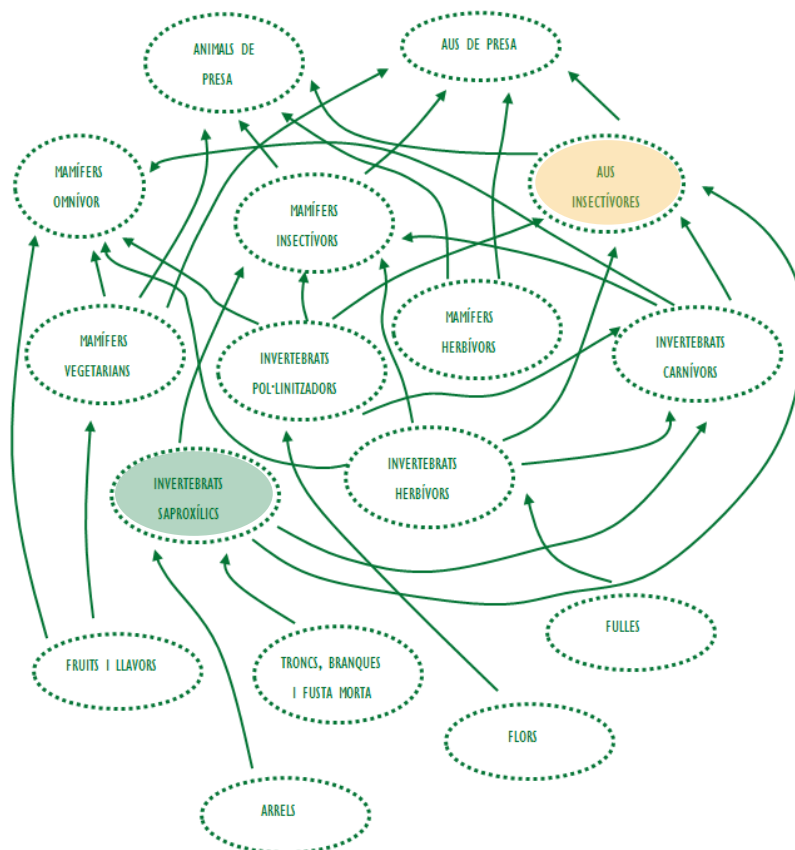 ANIMALS DE
PRESA
AUS DE PRESA
MAMÍFERS
OMNÍVOR
AUS
INSECTÍVORES
MAMÍFERS
INSECTÍVORS
MAMÍFERS
VEGETARIANS
INVERTEBRATS
POL·LINITZADORS
MAMÍFERS
HERBÍVORS
INVERTEBRATS
CARNÍVORS
INVERTEBRATS
SAPROXÍLICS
INVERTEBRATS
HERBÍVORS
FRUITS I LLAVORS
TRONCS, BRANQUES
I FUSTA MORTA
FULLES
FLORS
ARRELS